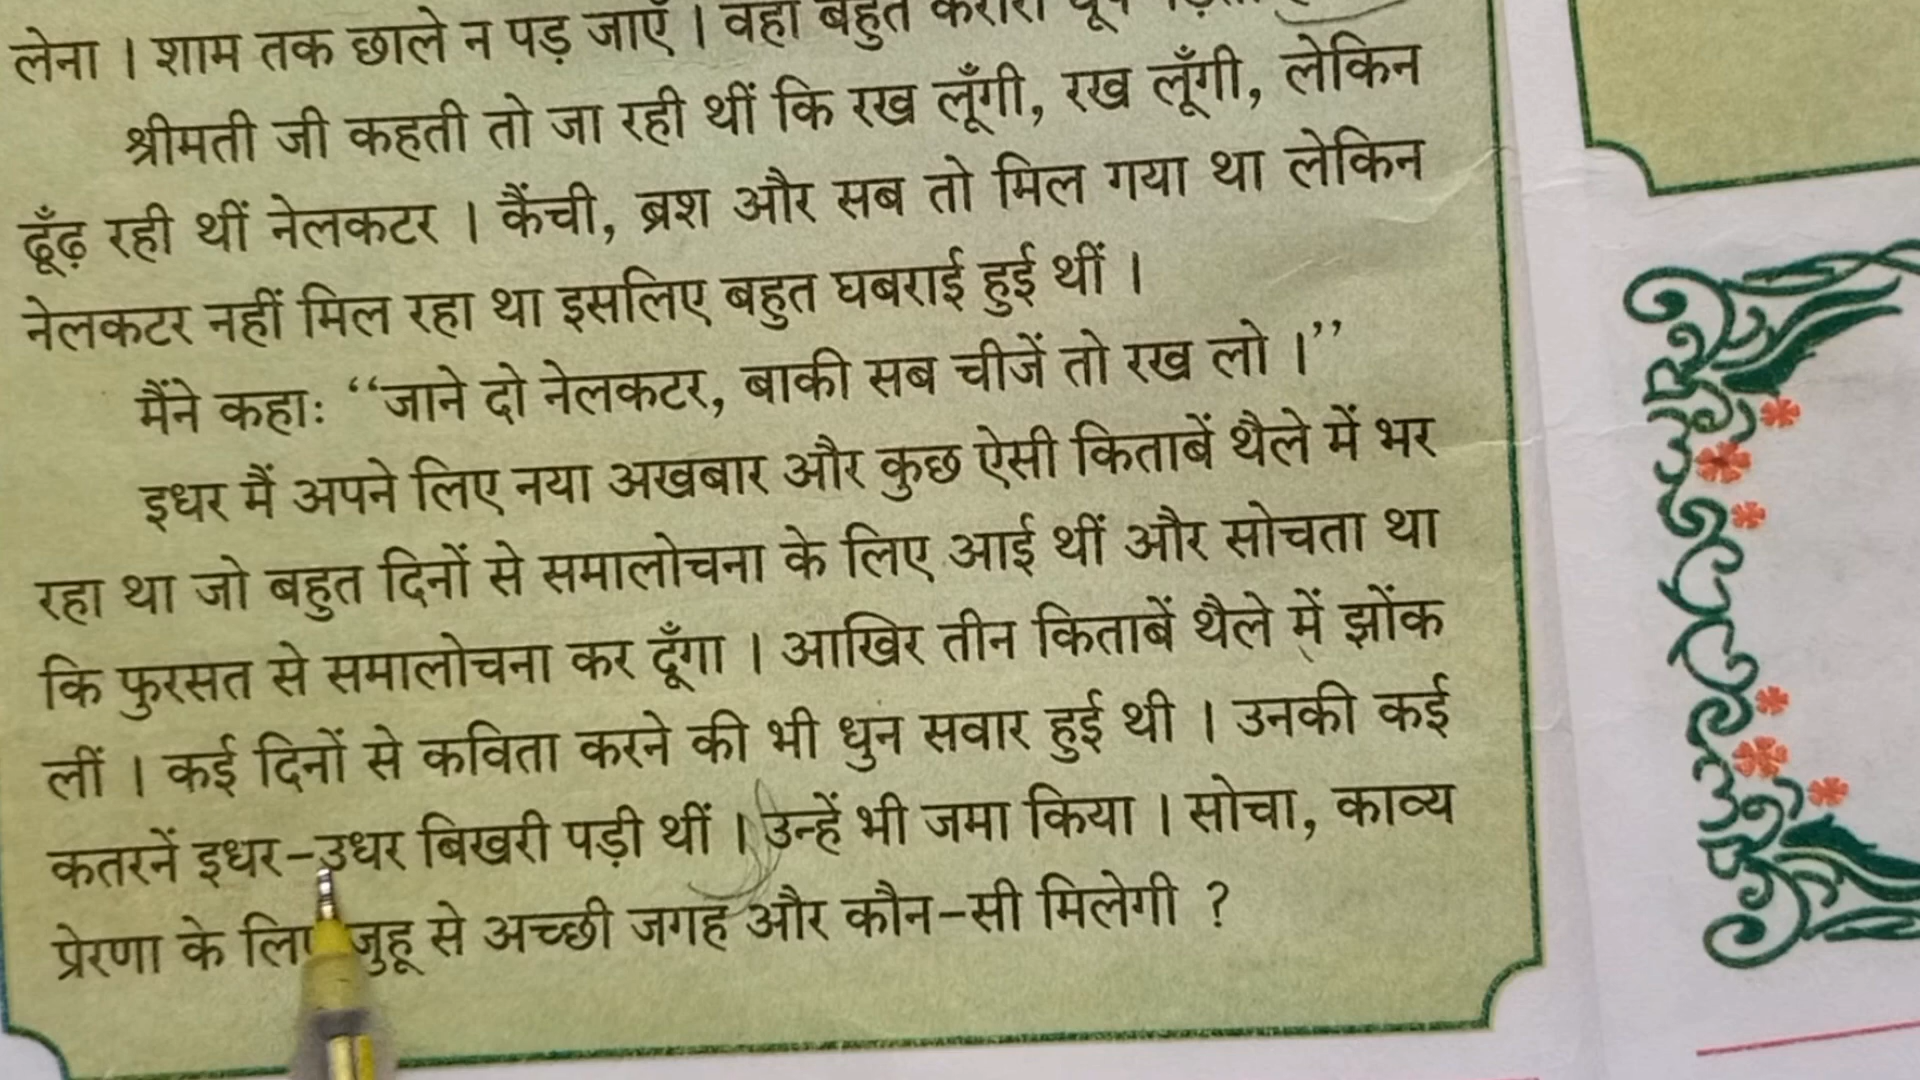 लेना । शाम तक छाले न पड़ जाएँ । वहाँ बहुत करारी धूप
श्रीमती जी कहती तो जा रही थीं कि रख लूँगी, रख लूँगी, लेकिन
ढूँढ़ रही थीं नेलकटर । कैंची, ब्रश और सब तो मिल गया था लेकिन
नेलकटर नहीं मिल रहा था इसलिए बहुत घबराई हुई थीं ।
मैंने कहाः ‘‘जाने दो नेलकटर, बाकी सब चीजें तो रख लो ।’’
इधर मैं अपने लिए नया अखबार और कुछ ऐसी किताबें थैले में भर
रहा था जो बहुत दिनों से समालोचना के लिए आई थीं और सोचता था
कि फुरसत से समालोचना कर दूँगा । आखिर तीन किताबें थैले में झोंक
लीं । कई दिनों से कविता करने की भी धुन सवार हुई थी । उनकी कई
कतरनें इधर-उधर बिखरी पड़ी थीं । उन्हें भी जमा किया । सोचा, काव्य
प्रेरणा के लिए जुहू से अच्छी जगह और कौन-सी मिलेगी ?